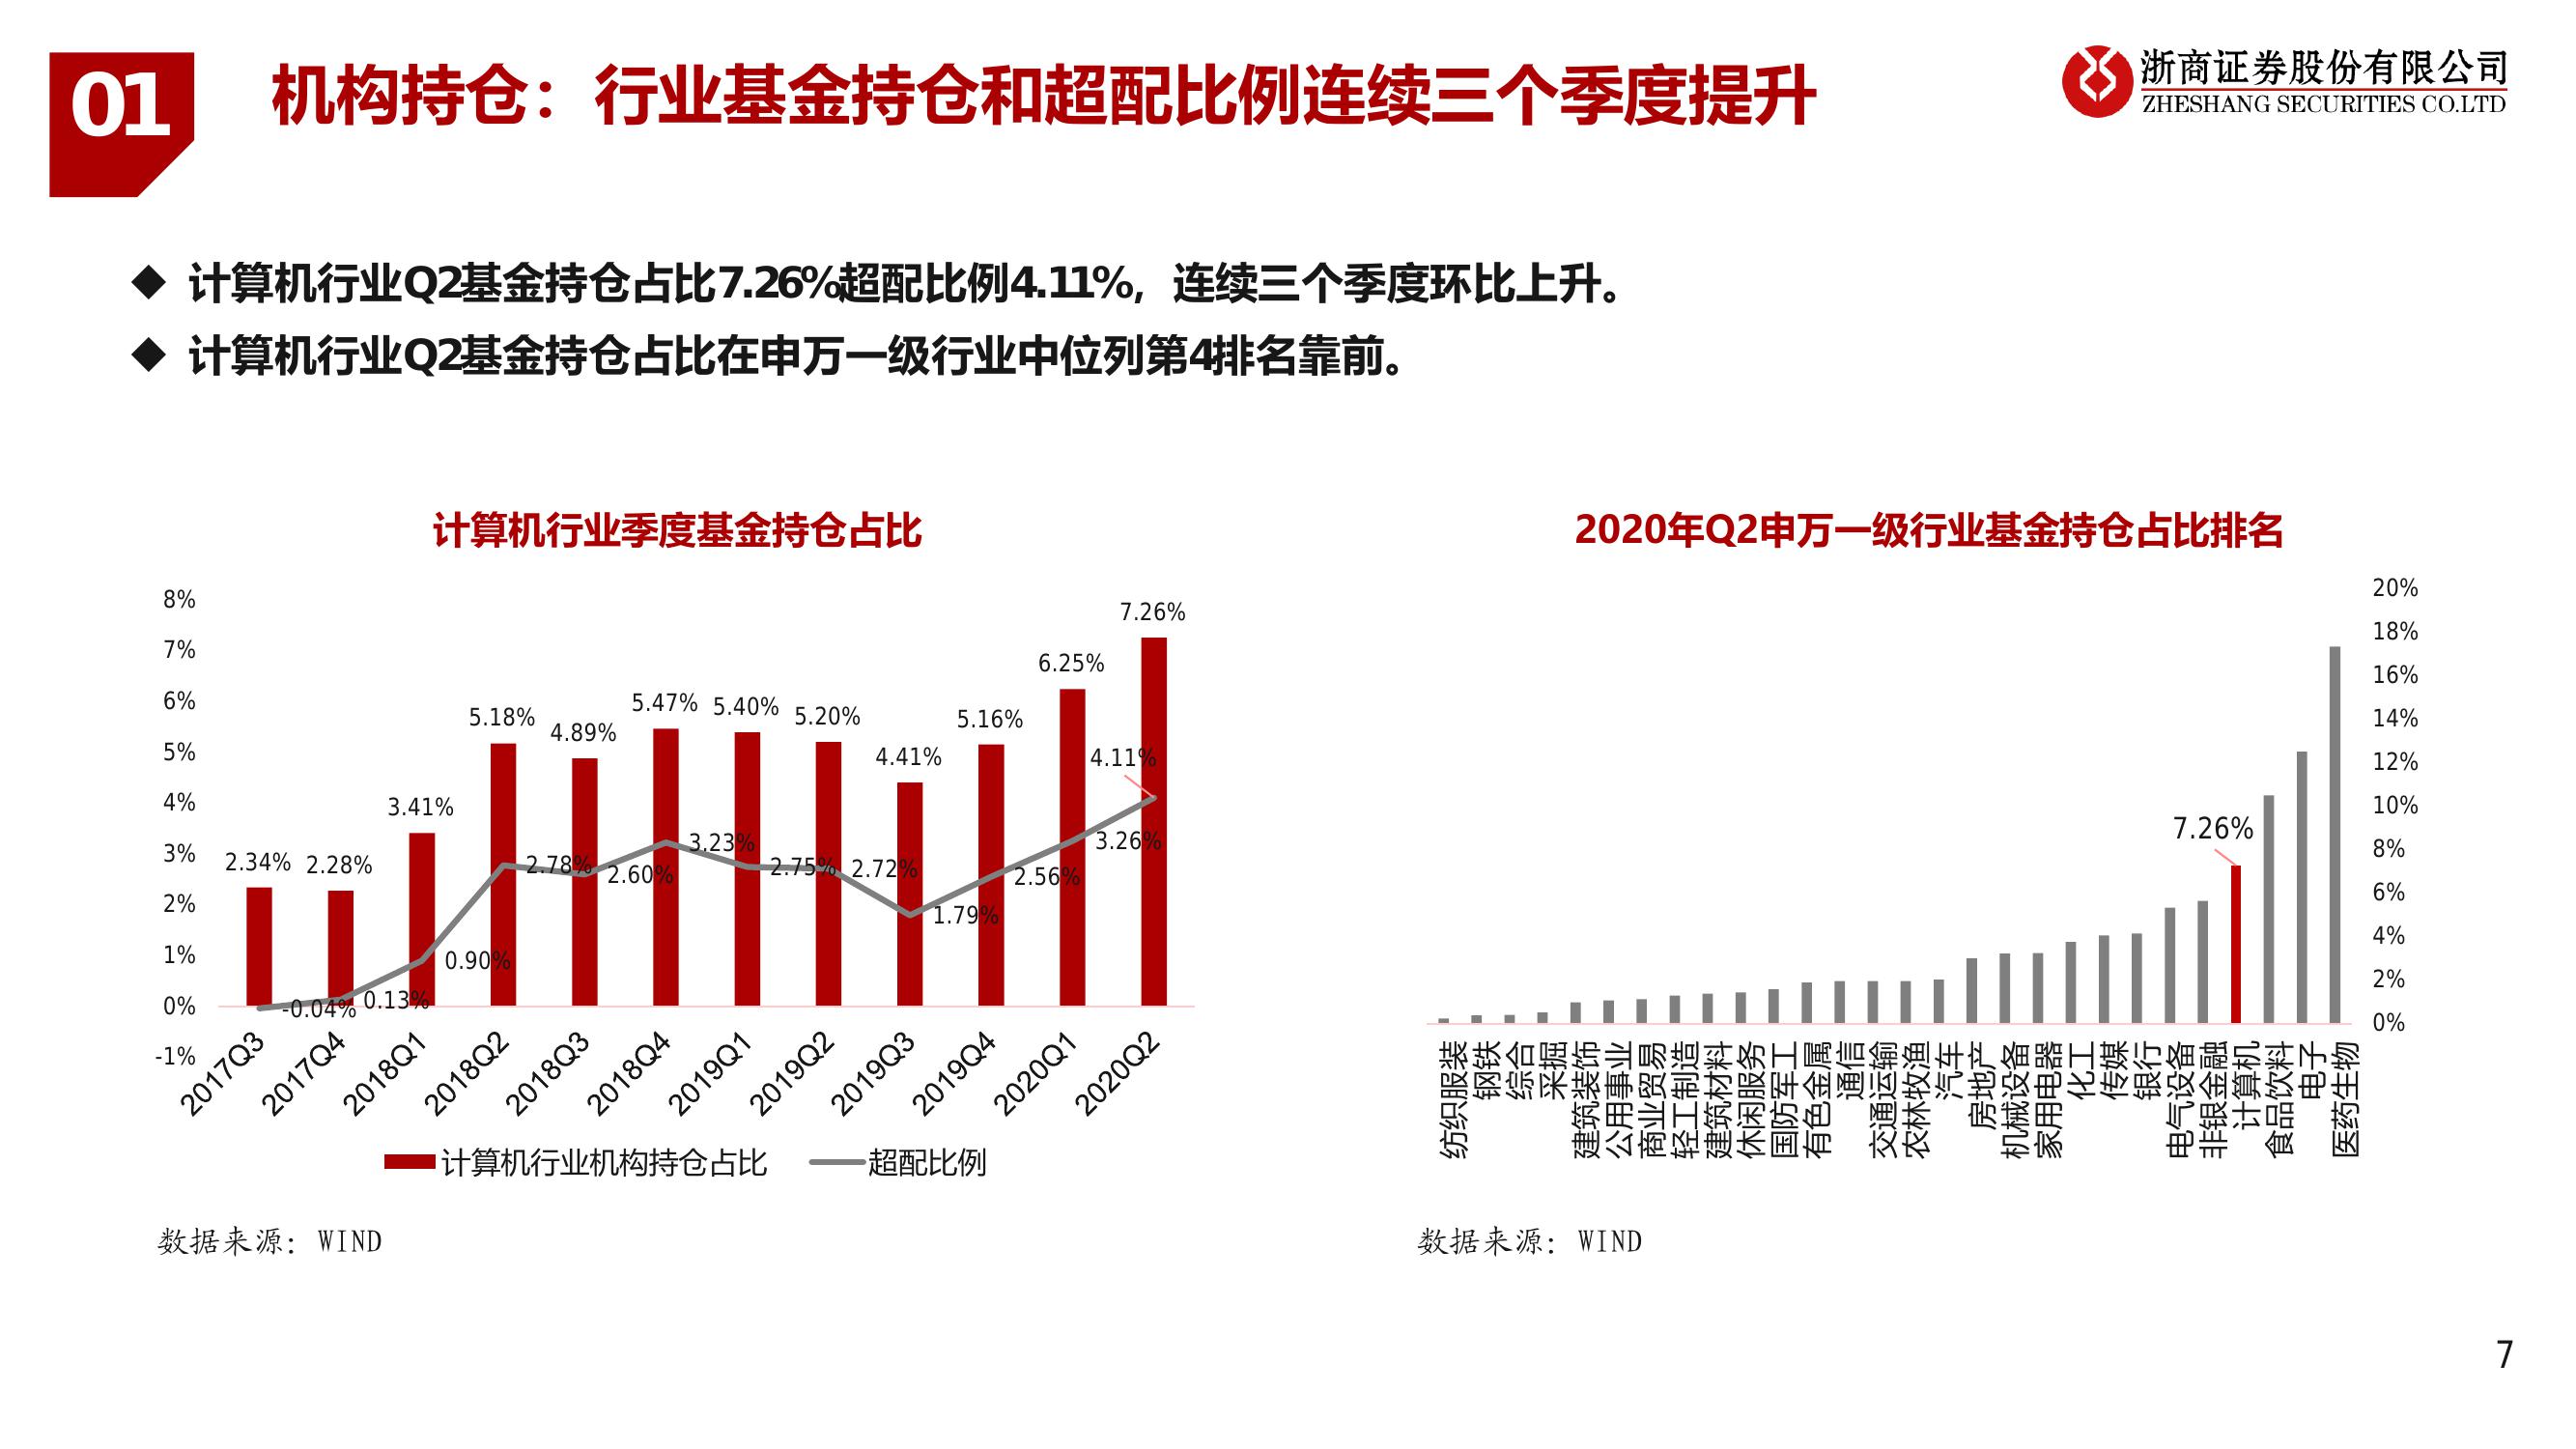 01
机构持仓：行业基金持仓和超配比例连续三个季度提升
浙商证券股份有限公司
ZHESHANG SECURITIES CO.LTD
◆ 计算机行业Q2基金持仓占比7.26%超配比例4.11%，连续三个季度环比上升。
◆ 计算机行业Q2基金持仓占比在申万一级行业中位列第4排名靠前。
计算机行业季度基金持仓占比
8%
7%
6%
5%
4%
3%
2%
1%
0%
-1%
2.34%
2.28%
3.41%
5.18%
4.89%
5.47%
5.40%
5.20%
4.41%
5.16%
6.25%
7.26%
-0.04%
0.13%
0.90%
2.78%
2.60%
3.23%
2.75%
2.72%
1.79%
2.56%
3.26%
4.11%
2017Q3
2017Q4
2018Q1
2018Q2
2018Q3
2018Q4
2019Q1
2019Q2
2019Q3
2019Q4
2020Q1
2020Q2
计算机行业机构持仓占比
超配比例
数据来源：WIND
2020年Q2申万一级行业基金持仓占比排名
20%
18%
16%
14%
12%
10%
8%
6%
4%
2%
0%
7.26%
纺织服装
钢铁
综合
采掘
建筑装饰
公用事业
商业贸易
轻工制造
建筑材料
休闲服务
国防军工
有色金属
通信
交通运输
农林牧渔
汽车
房地产
机械设备
家用电器
化工
传媒
银行
电气设备
非银金融
计算机
食品饮料
电子
医药生物
数据来源：WIND
7